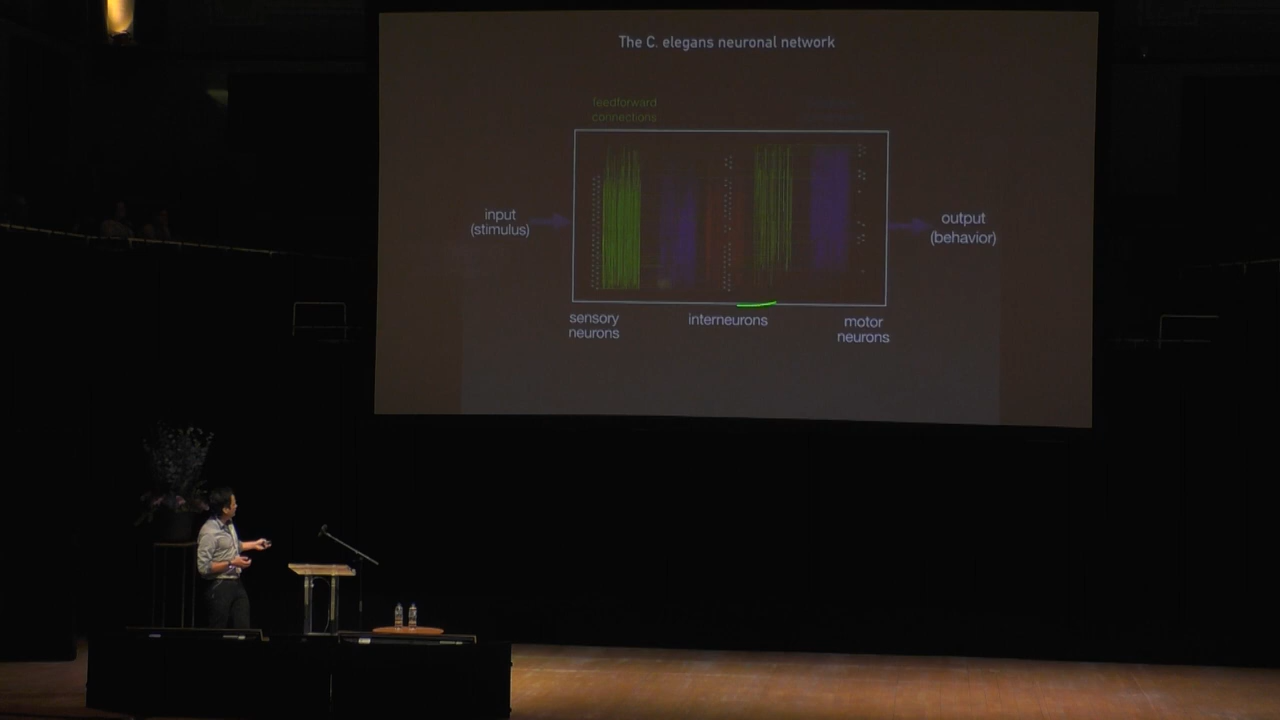 The C. elegans neuronal network
feedforward
connections
input
(stimulus)
output
(behavior)
sensory
neurons
interneurons
motor
neurons